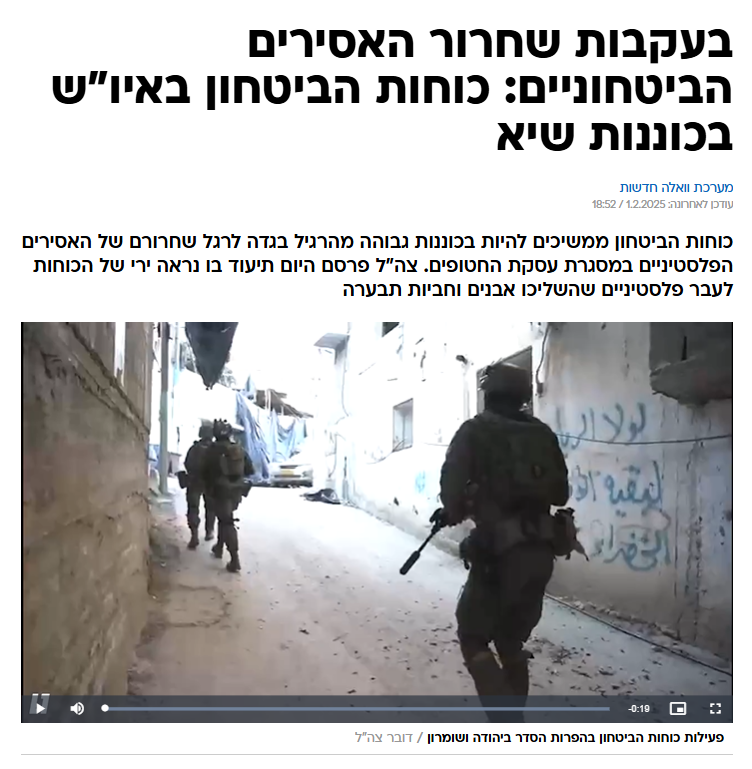 בעקבות שחרור האסירים
הביטחוניים: כוחות הביטחון באיו"ש
בכוננות שיא
מערכת וואלה חדשות
עודכן לאחרונה: 1.2.2025 / 18:52
כוחות הביטחון ממשיכים להיות בכוננות גבוהה מהרגיל בגדה לרגל שחרורם של האסירים
הפלסטיניים במסגרת עסקת החטופים. צה"ל פרסם היום תיעוד בו נראה ירי של הכוחות
לעבר פלסטיניים שהשליכו אבנים וחביות תבערה
لولا
-0:19
פעילות כוחות הביטחון בהפרות הסדר ביהודה ושומרון / דובר צה"ל